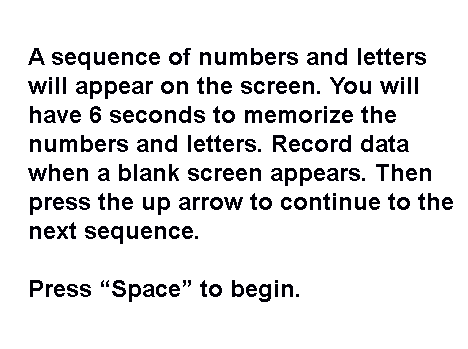 A sequence of numbers and letters
will appear on the screen. You will
have 6 seconds to memorize the
numbers and letters. Record data
when a blank screen appears. Then
press the up arrow to continue to the
next sequence.
Press “Space” to begin.